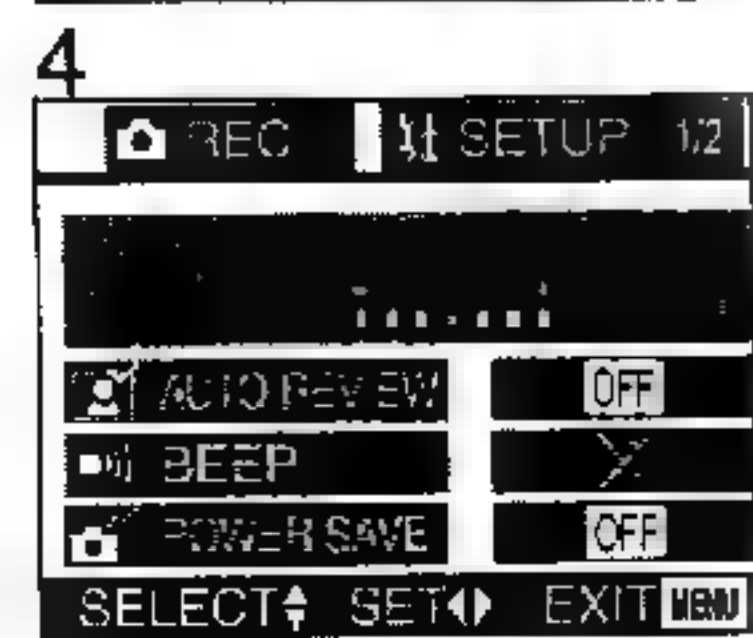 4
REC SETUP 1/2
AUTO REVIEW OFF
BEEP
POWER SAVE OFF
SELECT SET EXIT MENU